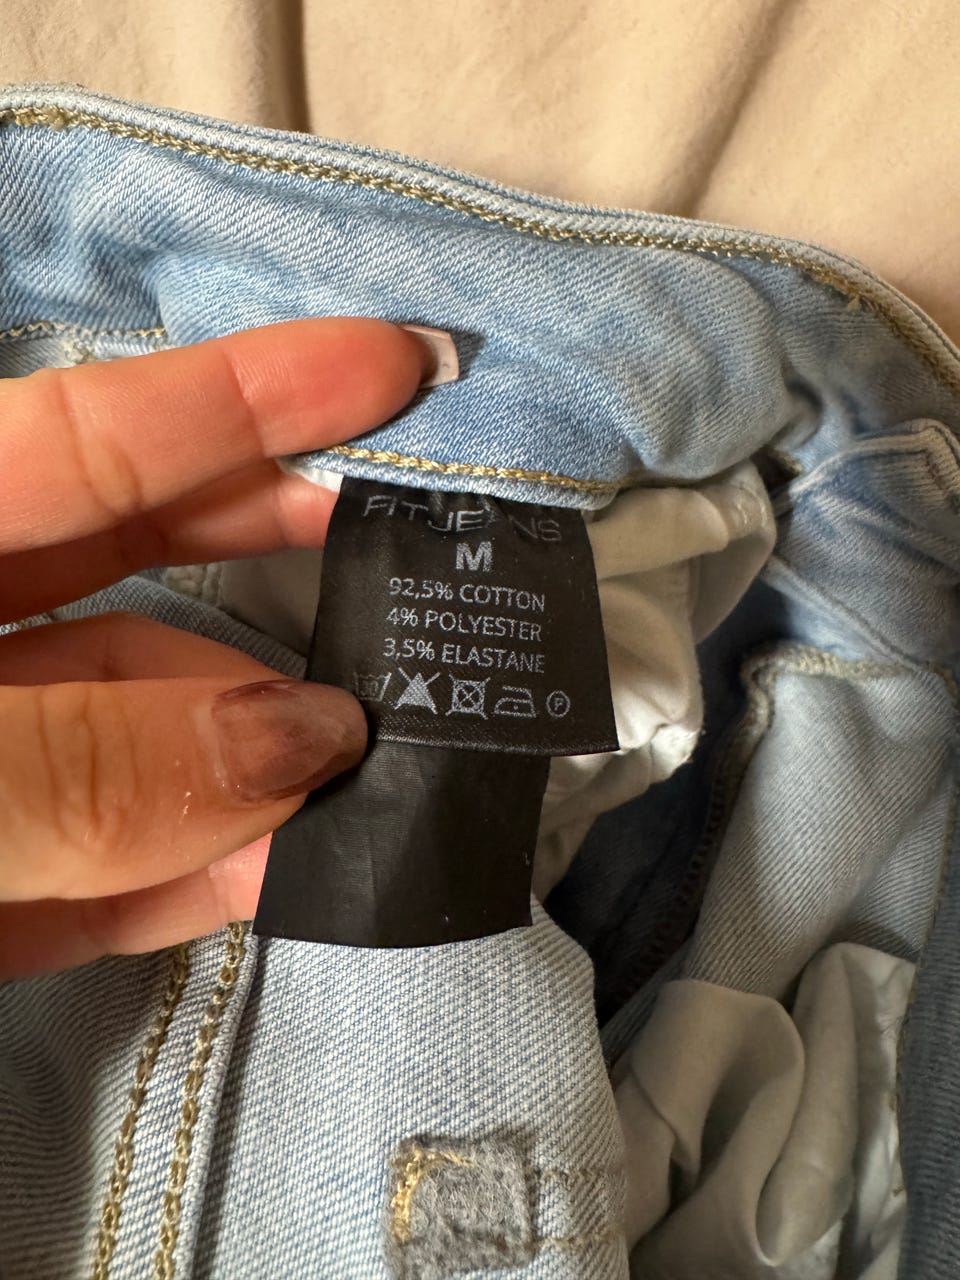 FITJEANS
M
92,5% COTTON
4% POLYESTER
3,5% ELASTANE
P